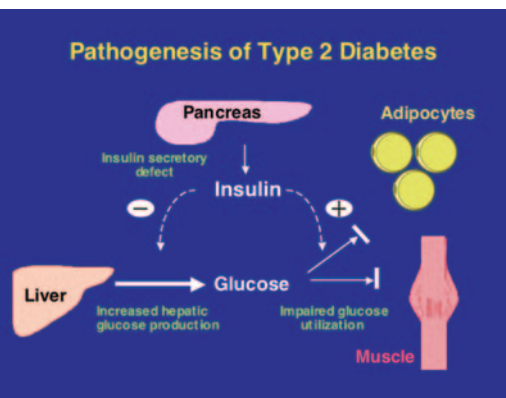 Pathogenesis of Type 2 Diabetes
Pancreas
Adipocytes
Insulin secretory
defect
Insulin
−
+
Liver
Glucose
Increased hepatic
glucose production
Impaired glucose
utilization
Muscle